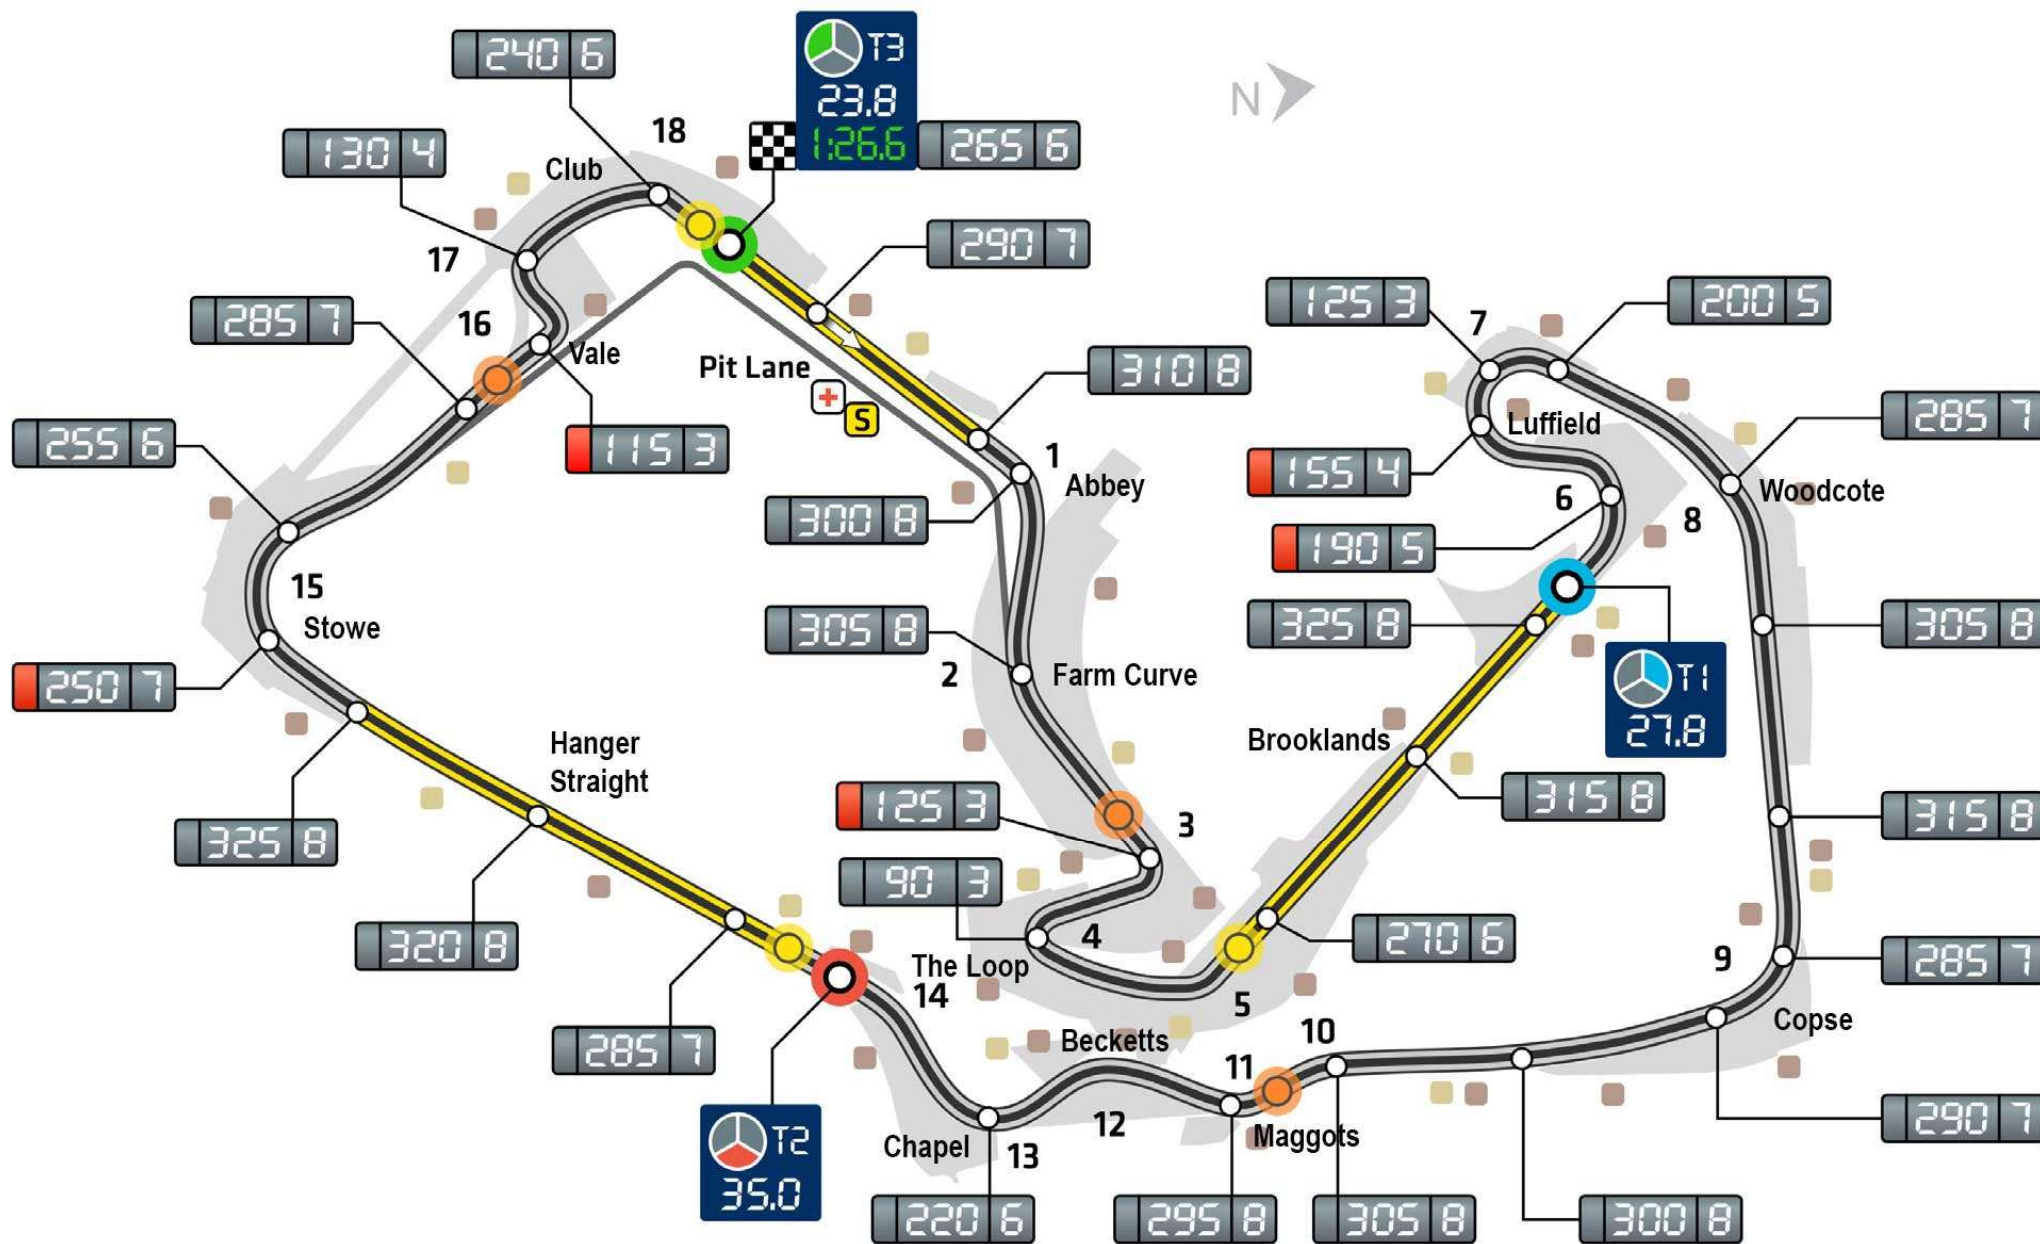 240 6
T3
23.8
1:26.6
265 6
N
18
130 4
Club
290 7
17
285 7
16
Vale
Pit Lane
S
310 8
125 3
7
200 5
285 7
255 6
115 3
1
Abbey
300 8
Luffield
155 4
6
Woodcote
8
190 5
15
Stowe
305 8
325 8
305 8
2
Farm Curve
250 7
T1
27.8
Hanger
Straight
Brooklands
315 8
315 8
325 8
125 3
3
90 3
4
320 8
The Loop
14
270 6
5
9
285 7
285 7
Copse
Becketts
10
11
12
Maggots
290 7
T2
35.0
Chapel
13
220 6
295 8
305 8
300 8